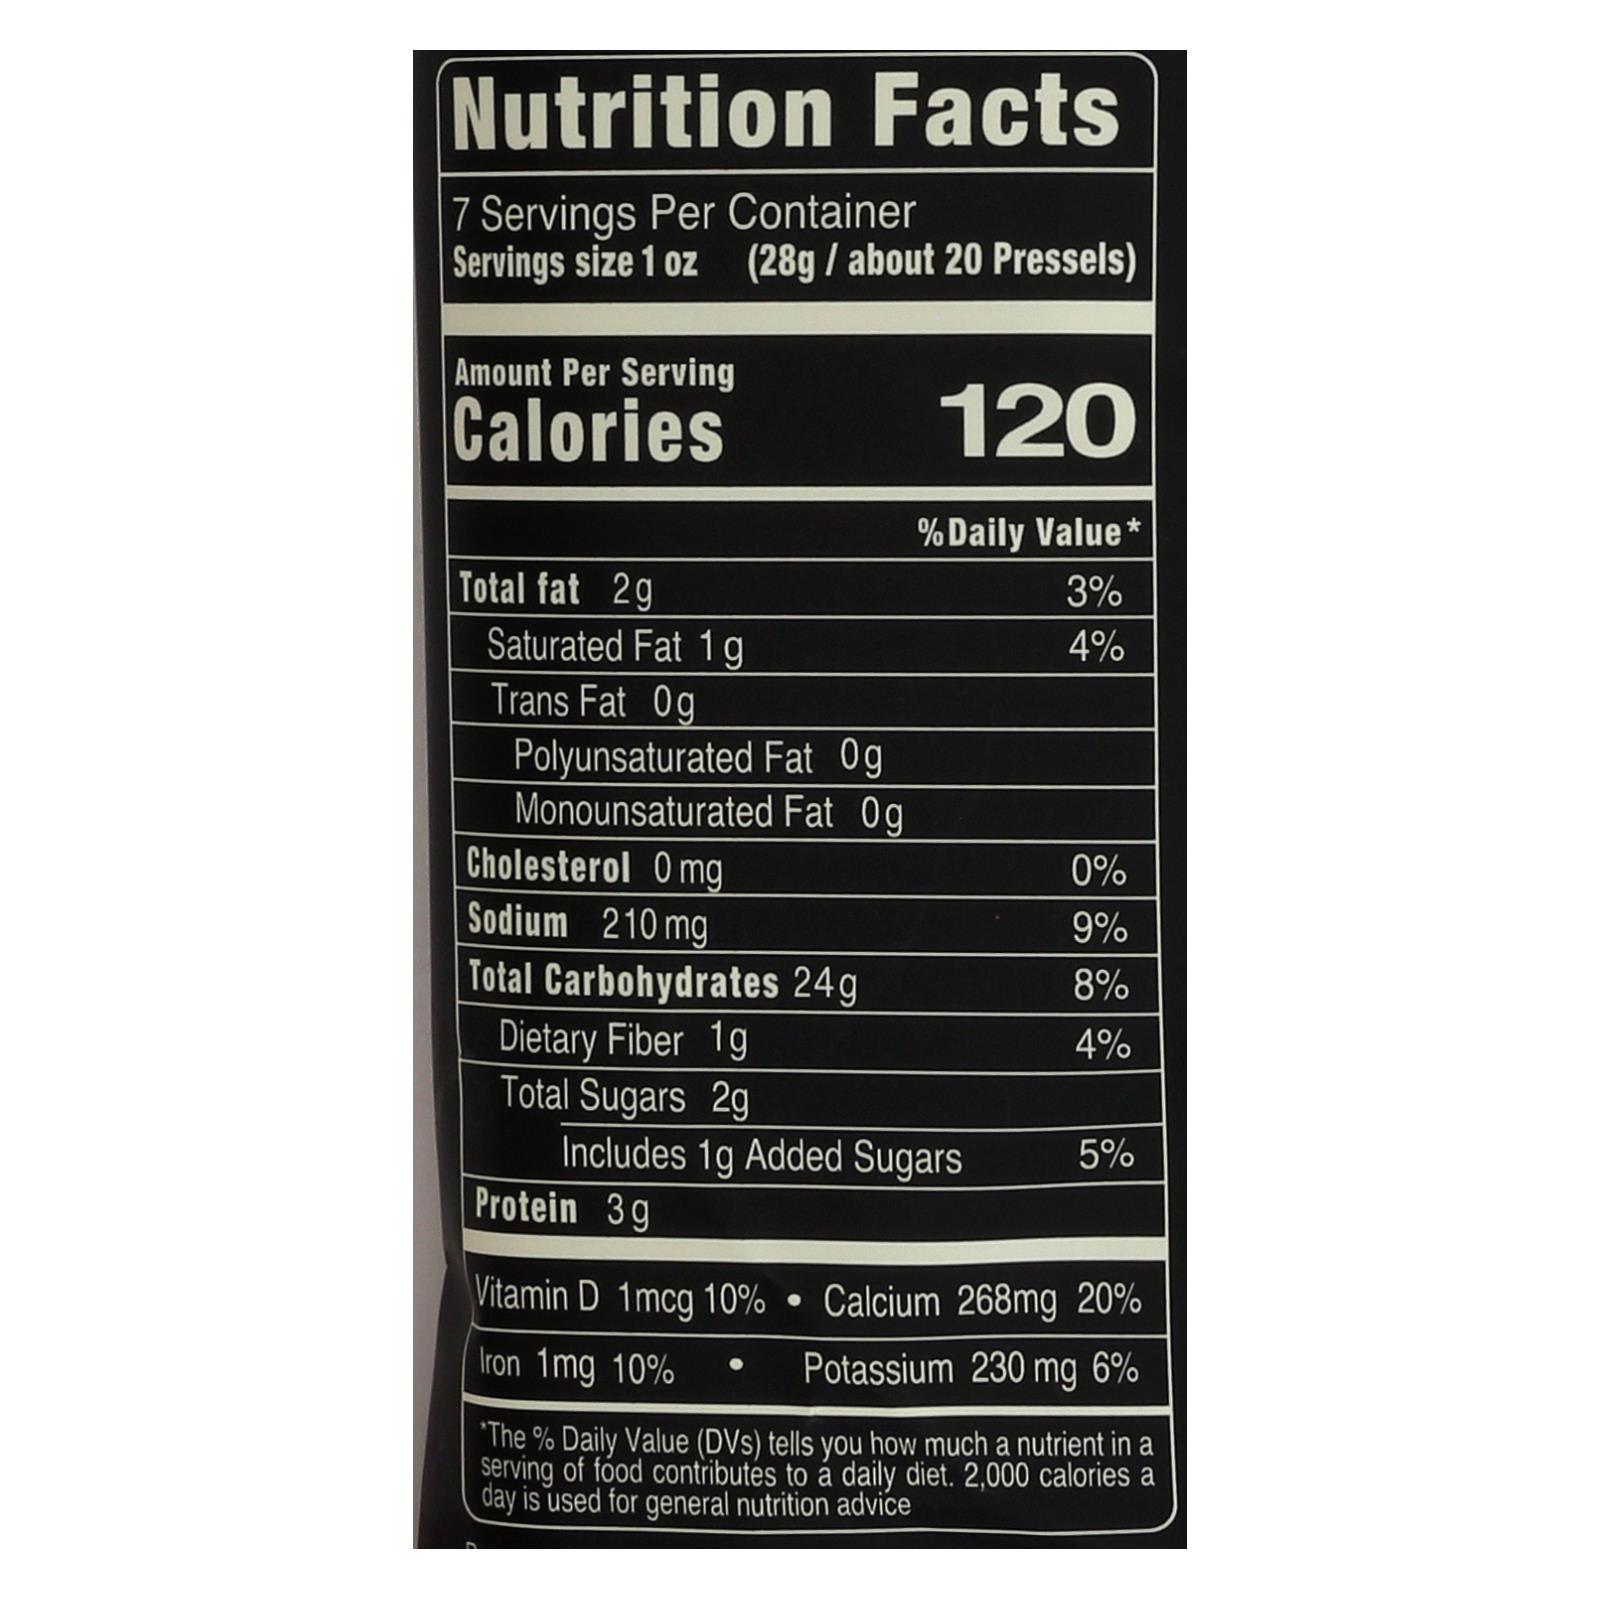 Nutrition Facts
7 Servings Per Container
Servings size 1 oz (28g / about 20 Pressels)
Amount Per Serving
Calories 120
%Daily Value*
Total fat 2g 3%
Saturated Fat 1g 4%
Trans Fat 0g
Polyunsaturated Fat 0g
Monounsaturated Fat 0g
Cholesterol 0mg 0%
Sodium 210mg 9%
Total Carbohydrates 24g 8%
Dietary Fiber 1g 4%
Total Sugars 2g
Includes 1g Added Sugars 5%
Protein 3g
Vitamin D 1mcg 10% • Calcium 268mg 20%
Iron 1mg 10% • Potassium 230mg 6%
*The % Daily Value (DVs) tells you how much a nutrient in a
serving of food contributes to a daily diet. 2,000 calories a
day is used for general nutrition advice